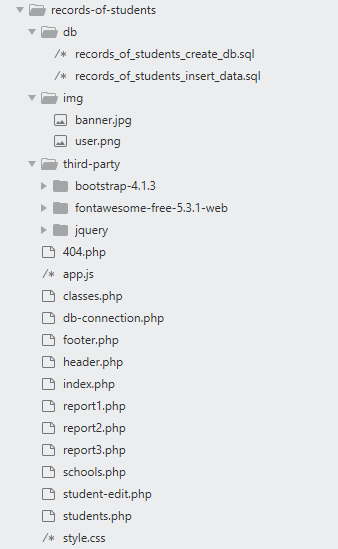 records-of-students
db
records_of_students_create_db.sql
records_of_students_insert_data.sql
img
banner.jpg
user.png
third-party
bootstrap-4.1.3
fontawesome-free-5.3.1-web
jquery
404.php
app.js
classes.php
db-connection.php
footer.php
header.php
index.php
report1.php
report2.php
report3.php
schools.php
student-edit.php
students.php
style.css